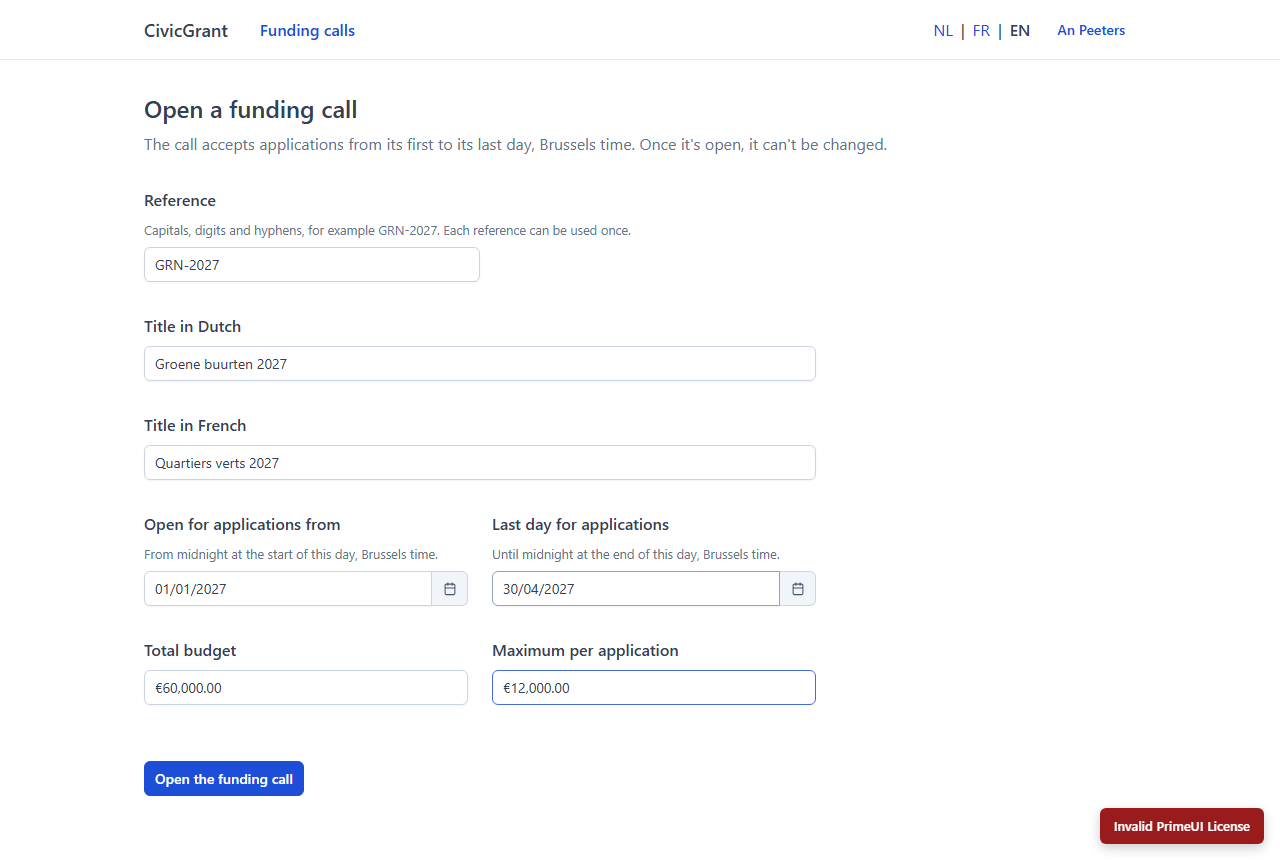 CivicGrant Funding calls NL | FR | EN An Peeters
Open a funding call
The call accepts applications from its first to its last day, Brussels time. Once it's open, it can't be changed.
Reference
Capitals, digits and hyphens, for example GRN-2027. Each reference can be used once.
GRN-2027
Title in Dutch
Groene buurten 2027
Title in French
Quartiers verts 2027
Open for applications from
From midnight at the start of this day, Brussels time.
01/01/2027
Last day for applications
Until midnight at the end of this day, Brussels time.
30/04/2027
Total budget
€60,000.00
Maximum per application
€12,000.00
Open the funding call
Invalid PrimeUI License